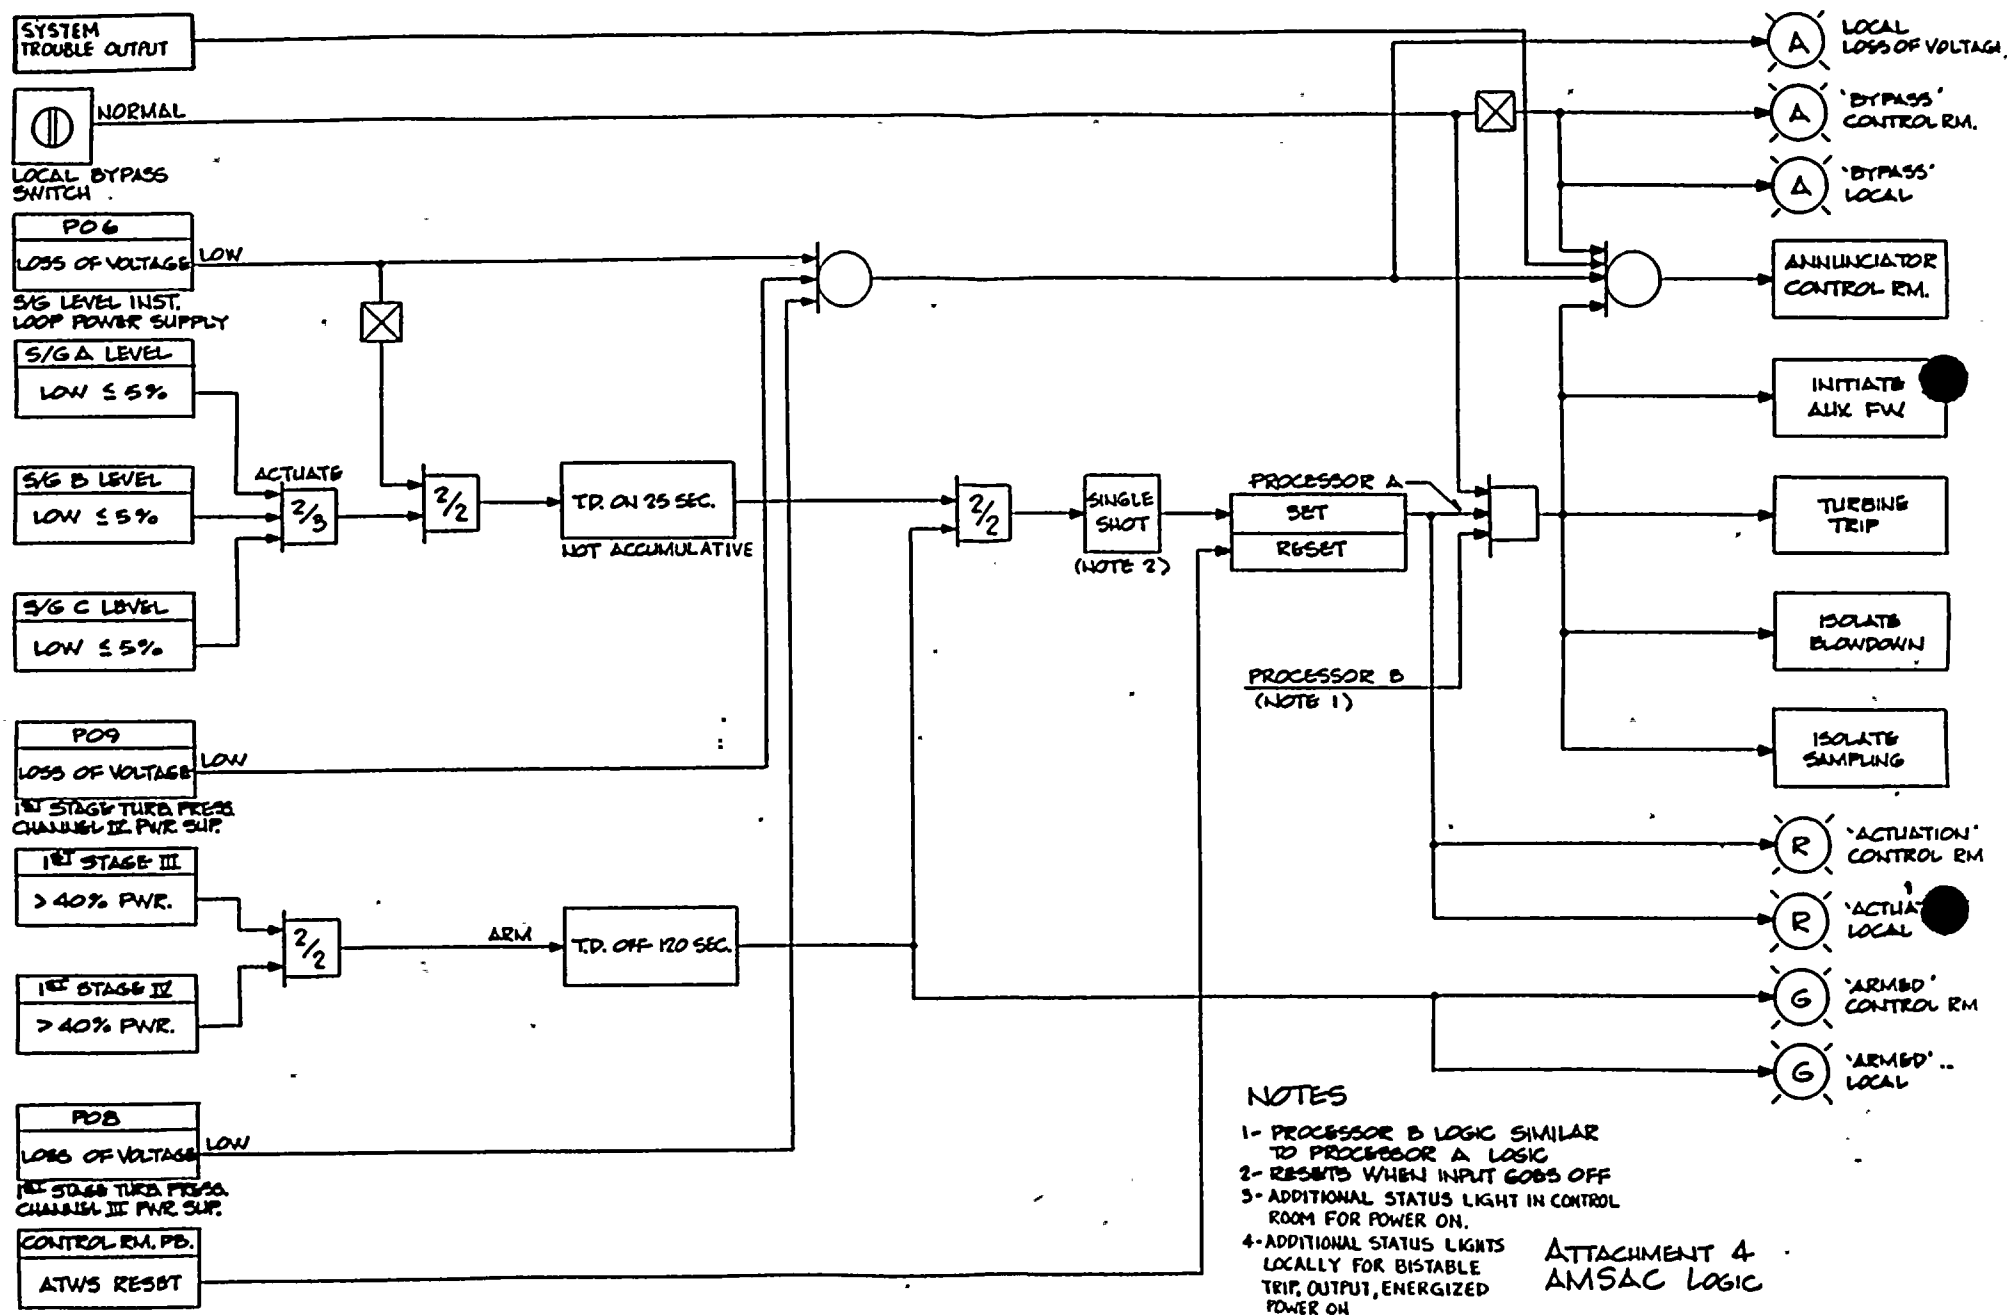 SYSTEM
TROUBLE OUTPUT
NORMAL
LOCAL BYPASS
SWITCH
P06
LOSS OF VOLTAGE
LOW
S/G LEVEL INST.
LOOP POWER SUPPLY
S/G A LEVEL
LOW ≤ 5%
S/G B LEVEL
LOW ≤ 5%
S/G C LEVEL
LOW ≤ 5%
ACTUATE
2/3
2/2
T.D. ON 25 SEC.
NOT ACCUMULATIVE
2/2
SINGLE
SHOT
(NOTE 2)
PROCESSOR A
SET
RESET
PROCESSOR B
(NOTE 1)
P09
LOSS OF VOLTAGE
LOW
1ST STAGE TURB. PRESS.
CHANNEL IV PWR. SUP.
1ST STAGE III
> 40% PWR.
1ST STAGE IV
> 40% PWR.
2/2
ARM
T.D. OFF 120 SEC.
P08
LOSS OF VOLTAGE
LOW
1ST STAGE TURB. PRESS.
CHANNEL III PWR. SUP.
CONTROL RM. PB.
ATWS RESET
A
LOCAL
LOSS OF VOLTAGE
A
'BYPASS'
CONTROL RM.
A
'BYPASS'
LOCAL
ANNUNCIATOR
CONTROL RM.
INITIATE
AUX FW
TURBINE
TRIP
ISOLATE
BLOWDOWN
ISOLATE
SAMPLING
R
'ACTUATION'
CONTROL RM
R
'ACTUA
LOCAL
G
'ARMED'
CONTROL RM
G
'ARMED'
LOCAL
NOTES
1- PROCESSOR B LOGIC SIMILAR
TO PROCESSOR A LOGIC
2- RESETS WHEN INPUT GOES OFF
3- ADDITIONAL STATUS LIGHT IN CONTROL
ROOM FOR POWER ON.
4- ADDITIONAL STATUS LIGHTS
LOCALLY FOR BISTABLE
TRIP, OUTPUT, ENERGIZED
POWER ON
ATTACHMENT 4
AMSAC LOGIC